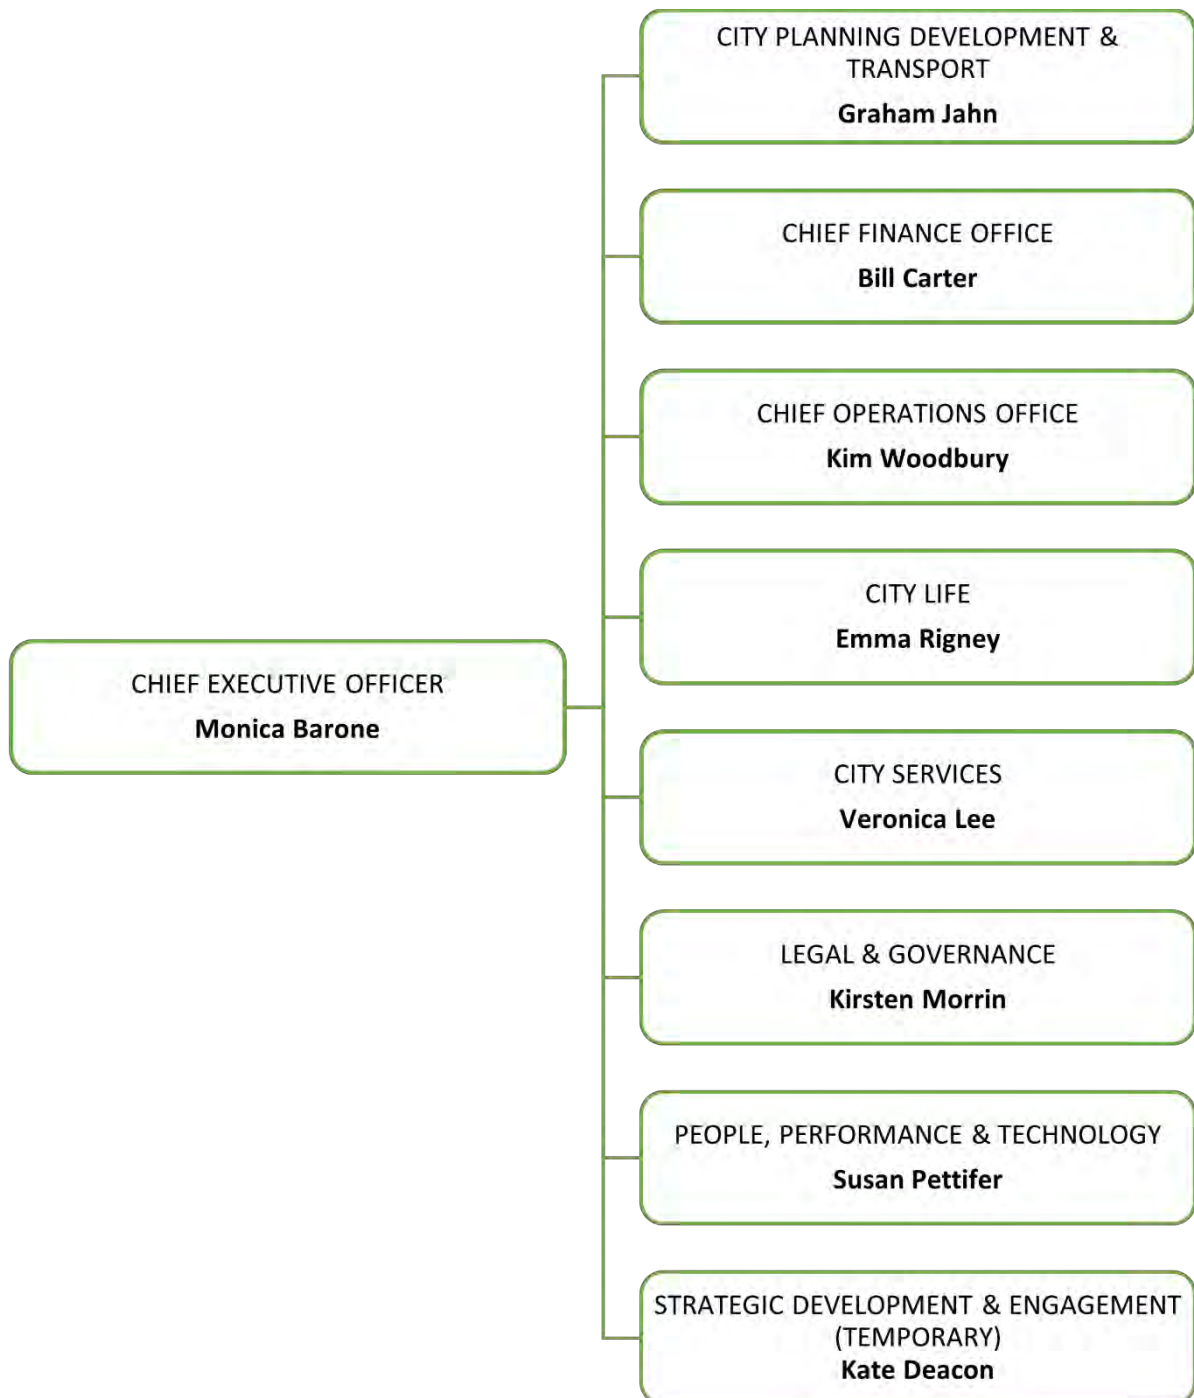 CITY PLANNING DEVELOPMENT &
TRANSPORT
Graham Jahn
CHIEF FINANCE OFFICE
Bill Carter
CHIEF OPERATIONS OFFICE
Kim Woodbury
CITY LIFE
Emma Rigney
CHIEF EXECUTIVE OFFICER
Monica Barone
CITY SERVICES
Veronica Lee
LEGAL & GOVERNANCE
Kirsten Morrin
PEOPLE, PERFORMANCE & TECHNOLOGY
Susan Pettifer
STRATEGIC DEVELOPMENT & ENGAGEMENT
(TEMPORARY)
Kate Deacon